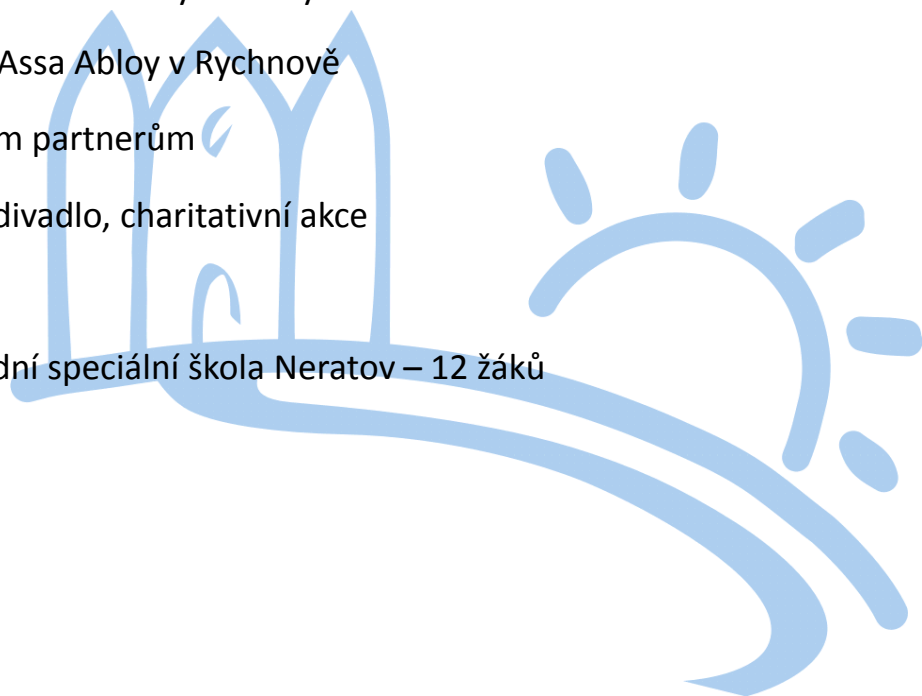 Assa Abloy v Rychnově
m partnerům
divadlo, charitativní akce
dní speciální škola Neratov – 12 žáků